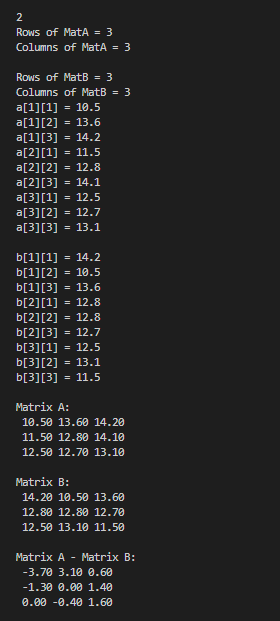 2
Rows of MatA = 3
Columns of MatA = 3
Rows of MatB = 3
Columns of MatB = 3
a[1][1] = 10.5
a[1][2] = 13.6
a[1][3] = 14.2
a[2][1] = 11.5
a[2][2] = 12.8
a[2][3] = 14.1
a[3][1] = 12.5
a[3][2] = 12.7
a[3][3] = 13.1
b[1][1] = 14.2
b[1][2] = 10.5
b[1][3] = 13.6
b[2][1] = 12.8
b[2][2] = 12.8
b[2][3] = 12.7
b[3][1] = 12.5
b[3][2] = 13.1
b[3][3] = 11.5
Matrix A:
10.50 13.60 14.20
11.50 12.80 14.10
12.50 12.70 13.10
Matrix B:
14.20 10.50 13.60
12.80 12.80 12.70
12.50 13.10 11.50
Matrix A - Matrix B:
-3.70 3.10 0.60
-1.30 0.00 1.40
0.00 -0.40 1.60